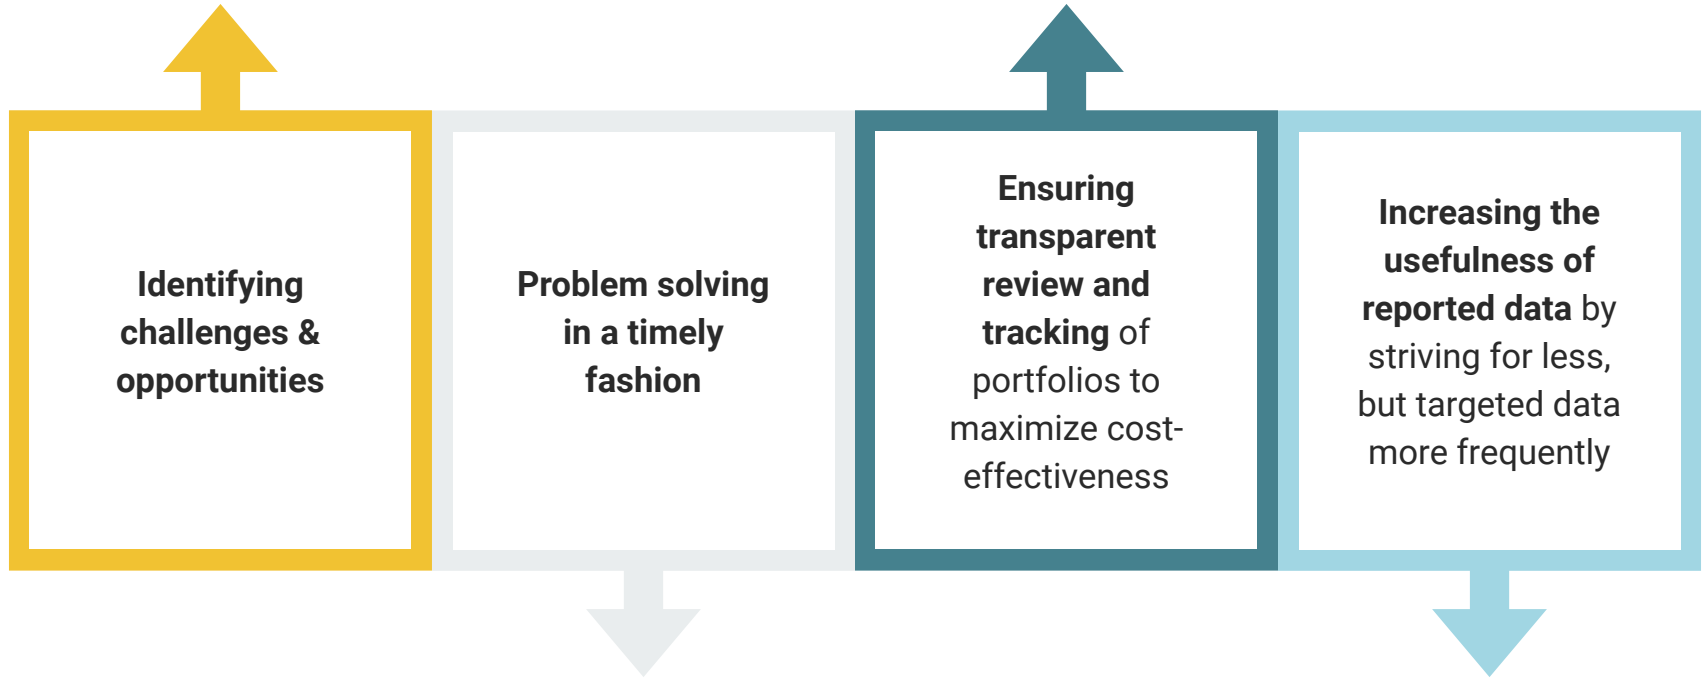 Identifying
challenges &
opportunities
Problem solving
in a timely
fashion
Ensuring
transparent
review and
tracking of
portfolios to
maximize cost-
effectiveness
Increasing the
usefulness of
reported data by
striving for less,
but targeted data
more frequently